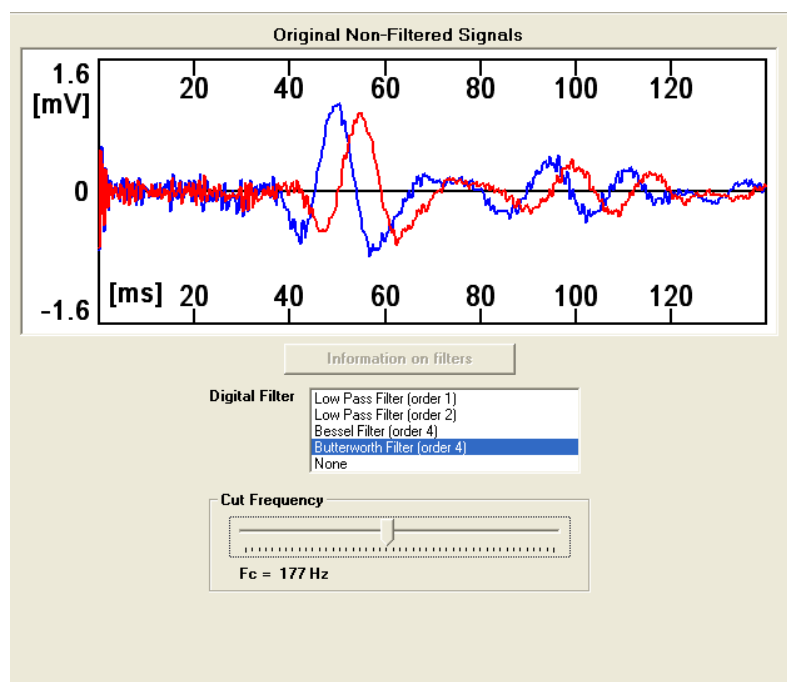 Original Non-Filtered Signals
1.6 20 40 60 80 100 120
[mV]
0
[ms] 20 40 60 80 100 120
-1.6
Information on filters
Digital Filter
Low Pass Filter (order 1)
Low Pass Filter (order 2)
Bessel Filter (order 4)
Butterworth Filter (order 4)
None
Cut Frequency
Fc = 177 Hz